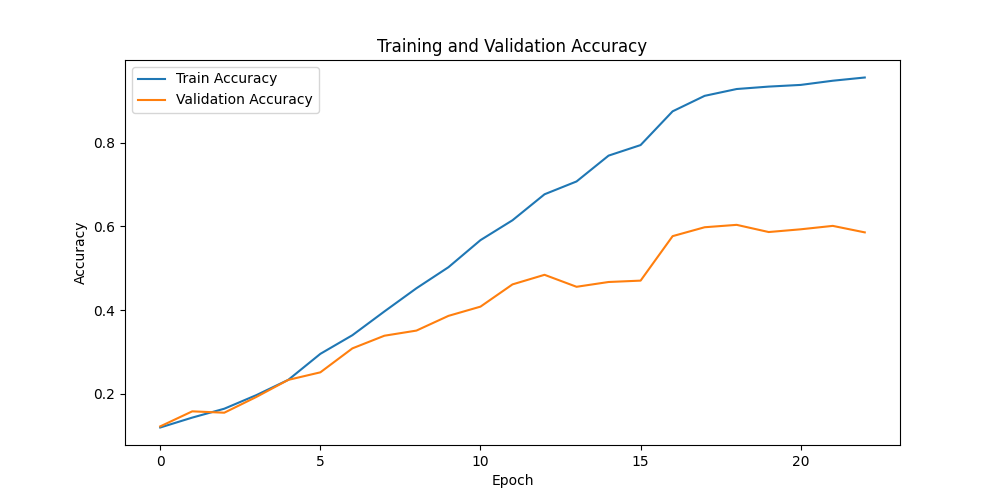 Training and Validation Accuracy
Train Accuracy
Validation Accuracy
0.8
0.6
0.4
0.2
Accuracy
0 5 10 15 20
Epoch